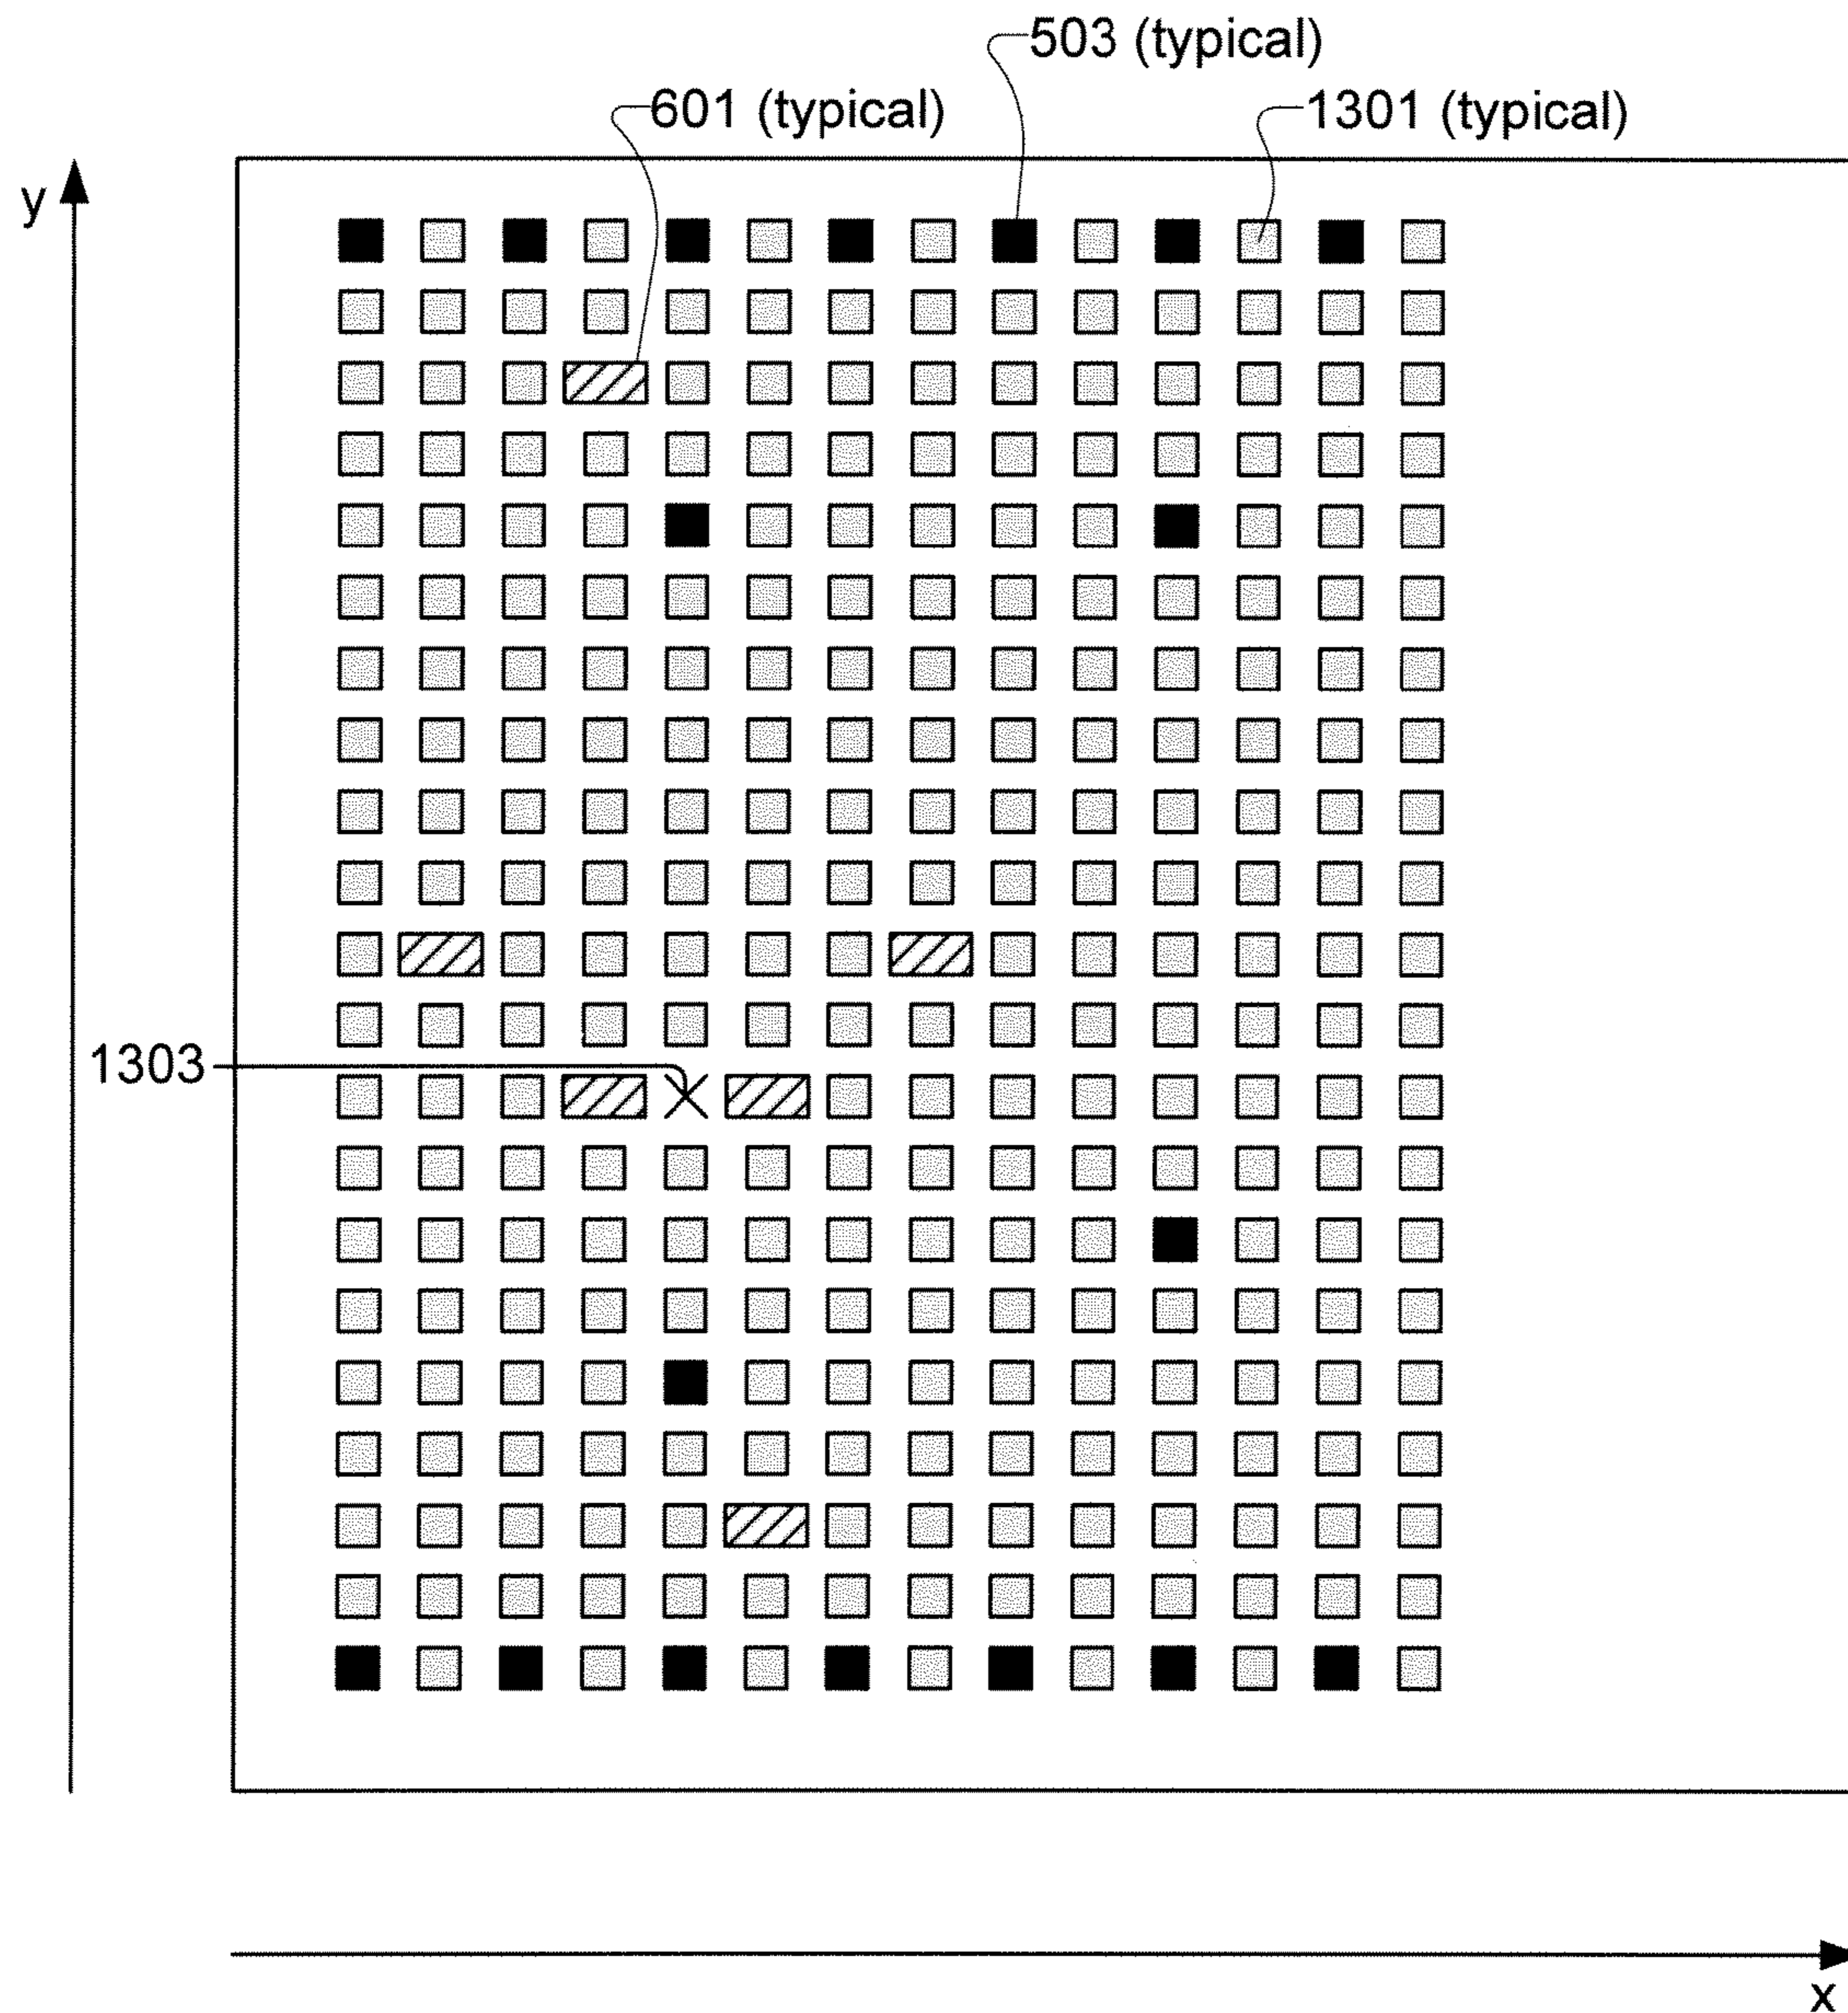 503 (typical)
601 (typical)
1301 (typical)
y
1303
x